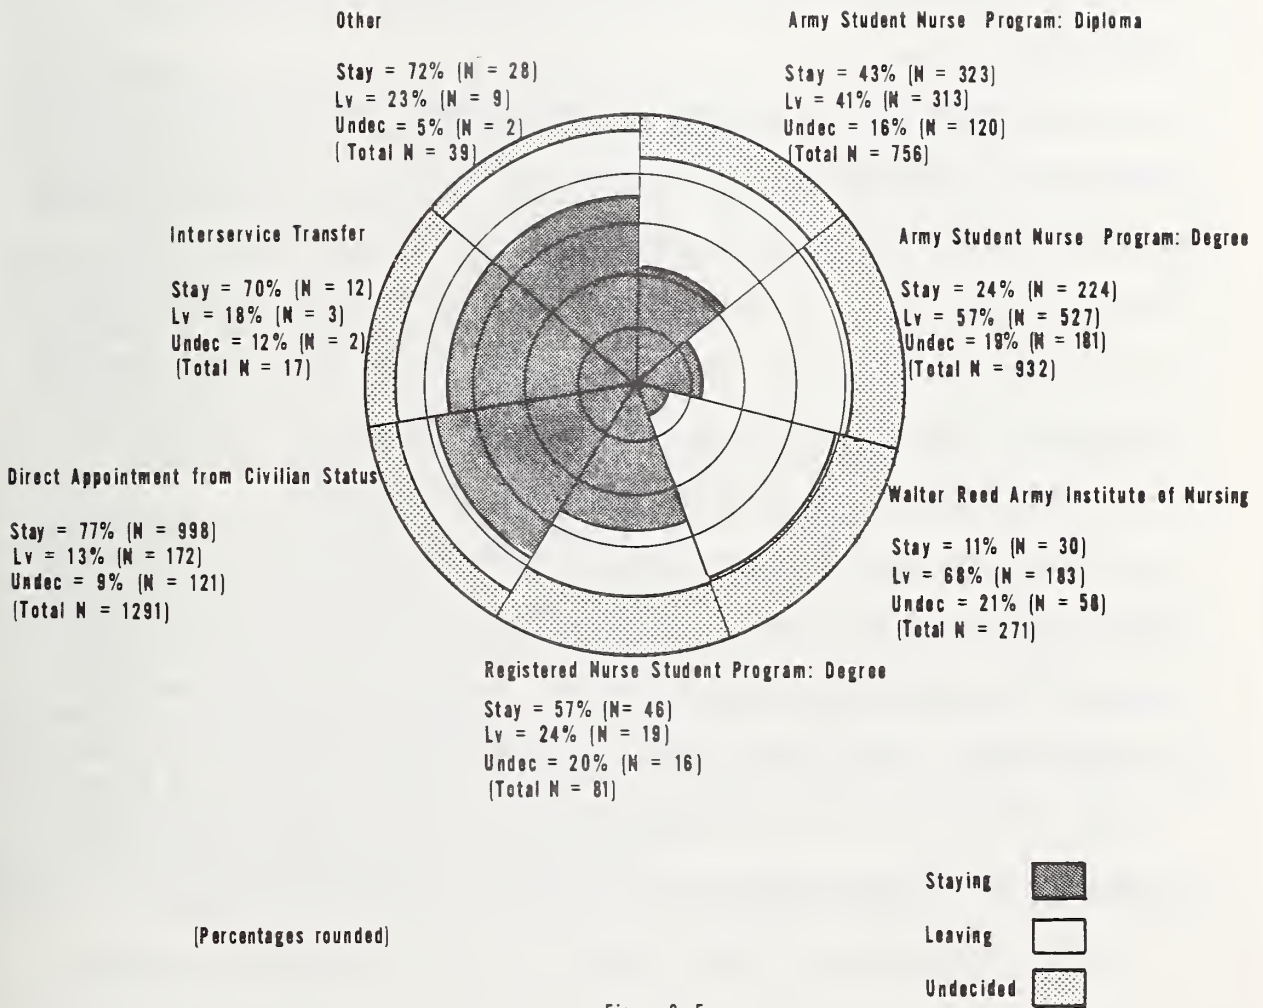 Other
Stay = 72% (N = 28)
Lv = 23% (N = 9)
Undec = 5% (N = 2)
(Total N = 39)
Army Student Nurse Program: Diploma
Stay = 43% (N = 323)
Lv = 41% (N = 313)
Undec = 16% (N = 120)
(Total N = 756)
Interservice Transfer
Stay = 70% (N = 12)
Lv = 18% (N = 3)
Undec = 12% (N = 2)
(Total N = 17)
Army Student Nurse Program: Degree
Stay = 24% (N = 224)
Lv = 57% (N = 527)
Undec = 19% (N = 181)
(Total N = 932)
Direct Appointment from Civilian Status
Stay = 77% (N = 998)
Lv = 13% (N = 172)
Undec = 9% (N = 121)
(Total N = 1291)
Walter Reed Army Institute of Nursing
Stay = 11% (N = 30)
Lv = 68% (N = 183)
Undec = 21% (N = 58)
(Total N = 271)
Registered Nurse Student Program: Degree
Stay = 57% (N= 46)
Lv = 24% (N = 19)
Undec = 20% (N = 16)
(Total N = 81)
Staying
Leaving
Undecided
(Percentages rounded)